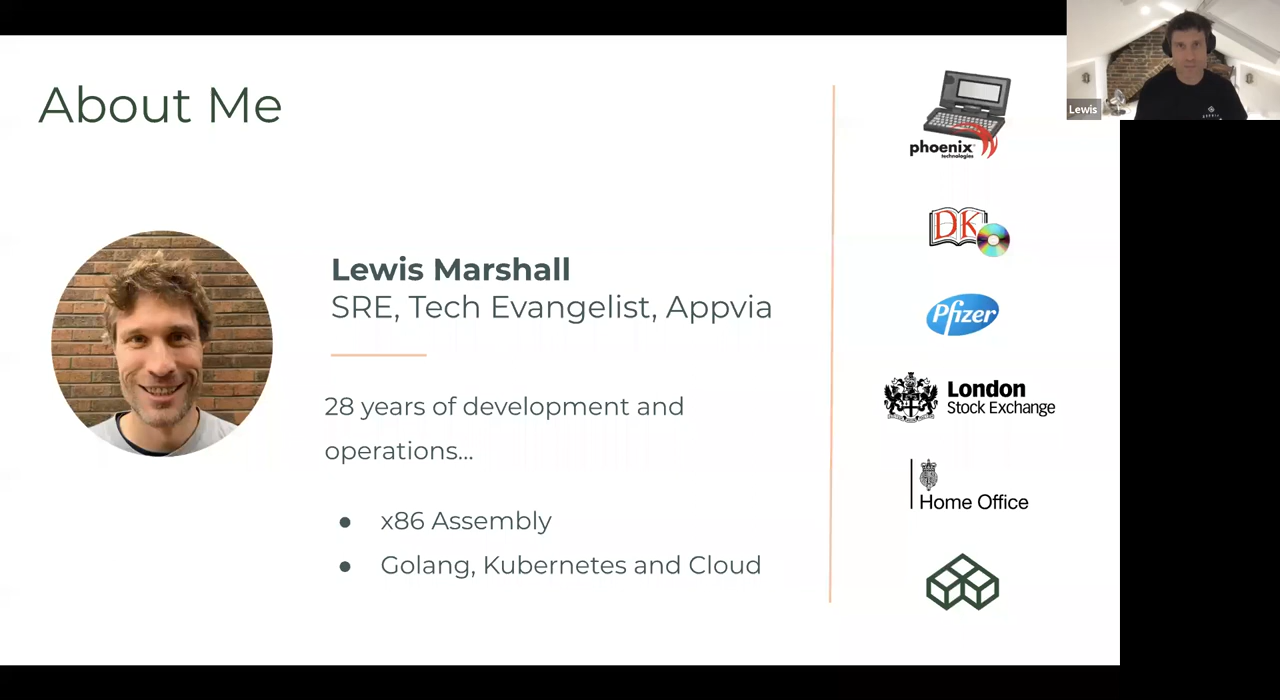 About Me
Lewis Marshall
SRE, Tech Evangelist, Appvia
28 years of development and
operations...
● x86 Assembly
● Golang, Kubernetes and Cloud
phoenix
technologies
DK
Pfizer
London
Stock Exchange
Home Office
Lewis